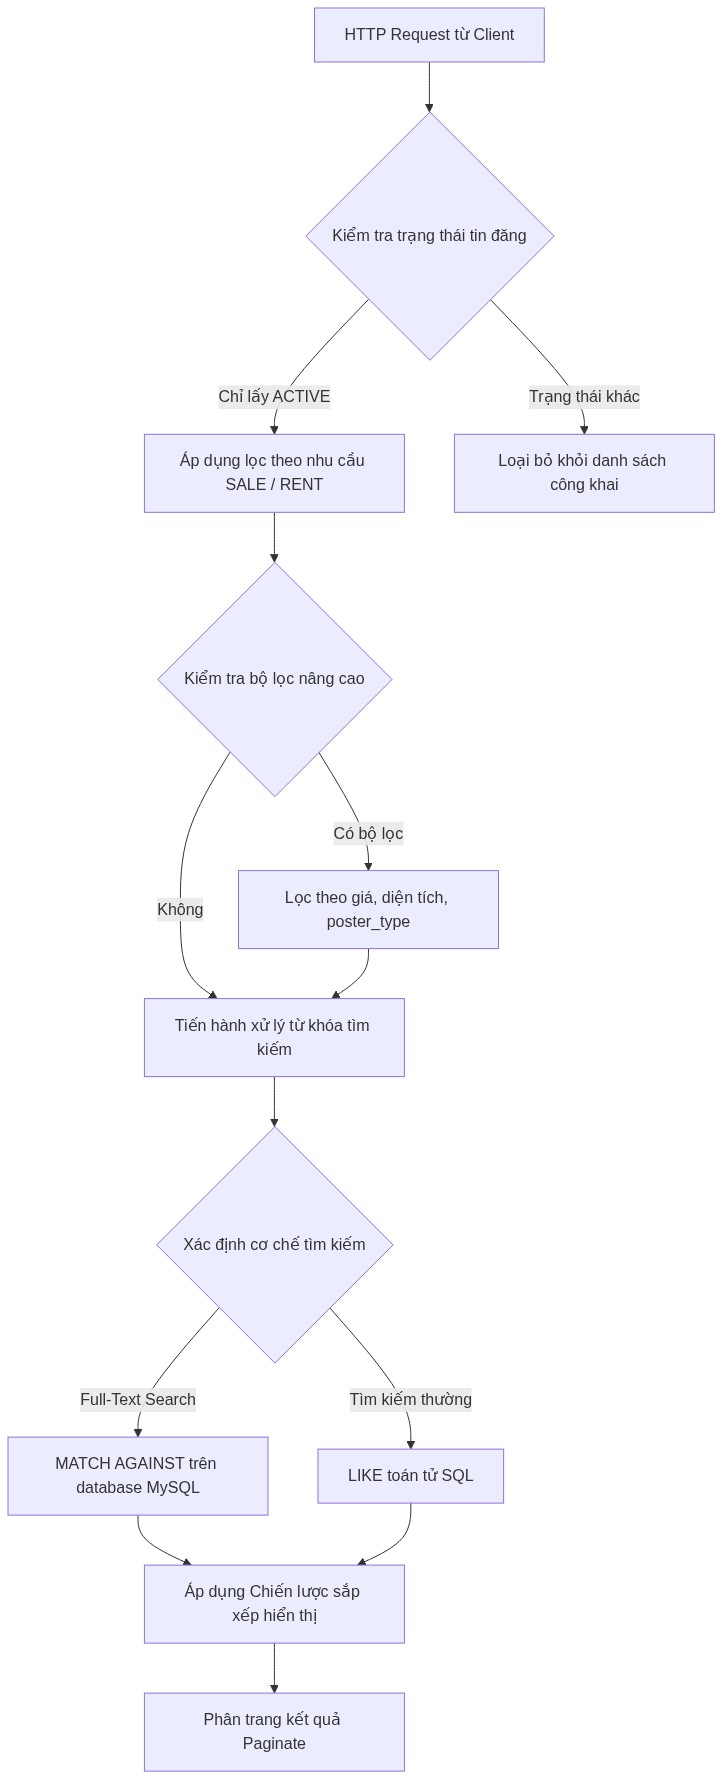 HTTP Request từ Client
Kiểm tra trạng thái tin đăng
Chỉ lấy ACTIVE
Trạng thái khác
Áp dụng lọc theo nhu cầu
SALE / RENT
Loại bỏ khỏi danh sách
công khai
Kiểm tra bộ lọc nâng cao
Có bộ lọc
Không
Lọc theo giá, diện tích,
poster_type
Tiến hành xử lý từ khóa tìm
kiếm
Xác định cơ chế tìm kiếm
Full-Text Search
Tìm kiếm thường
MATCH AGAINST trên
database MySQL
LIKE toán tử SQL
Áp dụng Chiến lược sắp
xếp hiển thị
Phân trang kết quả
Paginate